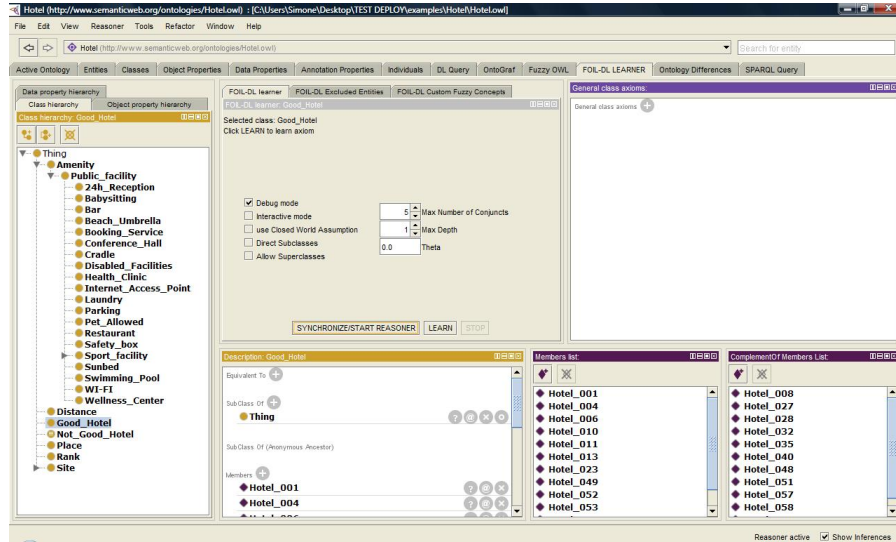 Hotel (http://www.semanticweb.org/ontologies/Hotel.owl) : [C:\Users\Simone\Desktop\TEST DEPLOY\examples\Hotel\Hotel.owl]
File Edit View Reasoner Tools Refactor Window Help
Hotel (http://www.semanticweb.org/ontologies/Hotel.owl) Search for entity
Active Ontology Entities Classes Object Properties Data Properties Annotation Properties Individuals DL Query OntoGraf Fuzzy OWL FOIL-DL LEARNER Ontology Differences SPARQL Query
Data property hierarchy
Class hierarchy Object property hierarchy
Class hierarchy: Good_Hotel
Thing
Amenity
Public_facility
24h_Reception
Babysitting
Bar
Beach_Umbrella
Booking_Service
Conference_Hall
Cradle
Disabled_Facilities
Health_Clinic
Internet_Access_Point
Laundry
Parking
Pet_Allowed
Restaurant
Safety_box
Sport_facility
Sunbed
Swimming_Pool
WI-FI
Wellness_Center
Distance
Good_Hotel
Not_Good_Hotel
Place
Rank
Site
FOIL-DL learner FOIL-DL Excluded Entities FOIL-DL Custom Fuzzy Concepts
FOIL-DL learner: Good_Hotel
Selected class: Good_Hotel
Click LEARN to learn axiom
Debug mode
Interactive mode
use Closed World Assumption
Direct Subclasses
Allow Superclasses
5 Max Number of Conjuncts
1 Max Depth
0.0 Theta
SYNCHRONIZE/START REASONER LEARN STOP
General class axioms:
General class axioms
Description: Good_Hotel
Equivalent To
SubClass Of
Thing
SubClass Of (Anonymous Ancestor)
Members
Hotel_001
Hotel_004
Members list:
Hotel_001
Hotel_004
Hotel_006
Hotel_010
Hotel_011
Hotel_013
Hotel_023
Hotel_049
Hotel_052
Hotel_053
ComplementOf Members List:
Hotel_008
Hotel_027
Hotel_028
Hotel_032
Hotel_035
Hotel_040
Hotel_048
Hotel_051
Hotel_057
Hotel_058
Reasoner active Show Inferences